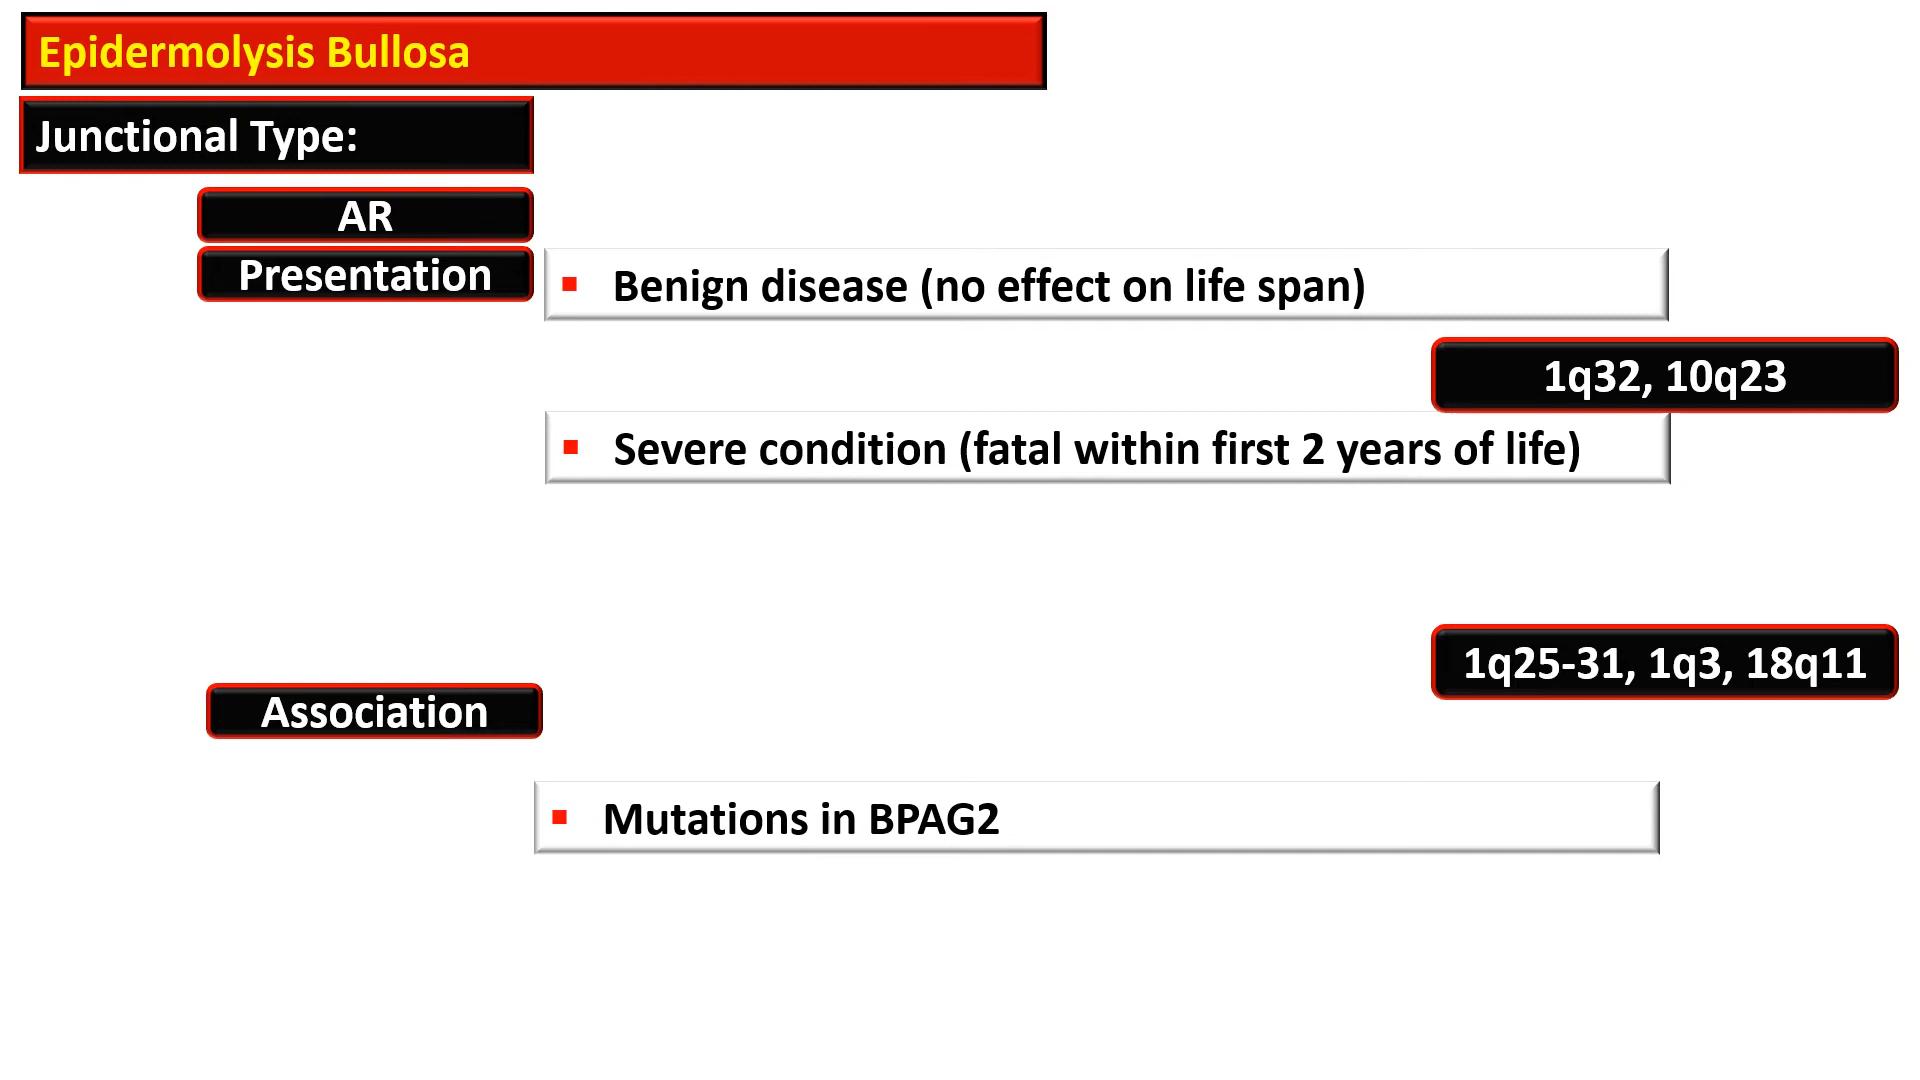 Epidermolysis Bullosa
Junctional Type:
AR
Presentation
▪ Benign disease (no effect on life span)
1q32, 10q23
▪ Severe condition (fatal within first 2 years of life)
1q25-31, 1q3, 18q11
Association
▪ Mutations in BPAG2